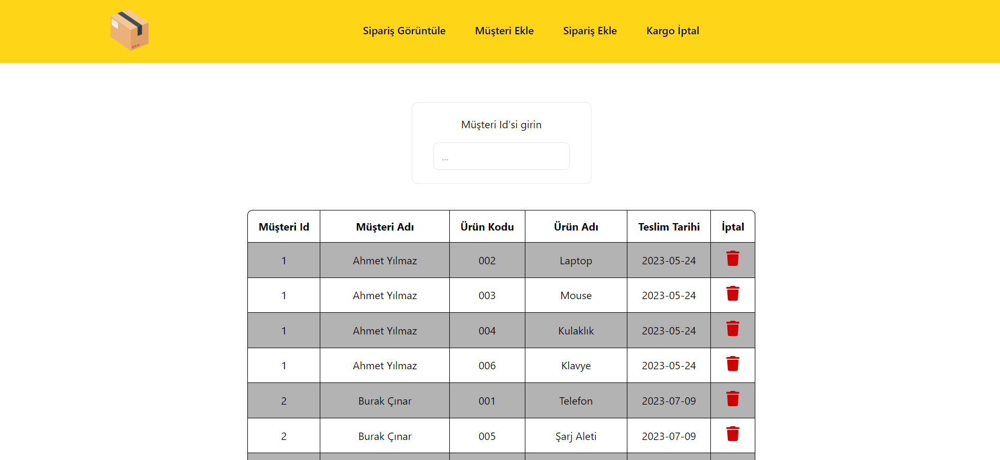 Sipariş Görüntüle Müşteri Ekle Sipariş Ekle Kargo İptal
Müşteri Id'si girin
...
Müşteri Id Müşteri Adı Ürün Kodu Ürün Adı Teslim Tarihi İptal
1 Ahmet Yılmaz 002 Laptop 2023-05-24
1 Ahmet Yılmaz 003 Mouse 2023-05-24
1 Ahmet Yılmaz 004 Kulaklık 2023-05-24
1 Ahmet Yılmaz 006 Klavye 2023-05-24
2 Burak Çınar 001 Telefon 2023-07-09
2 Burak Çınar 005 Şarj Aleti 2023-07-09